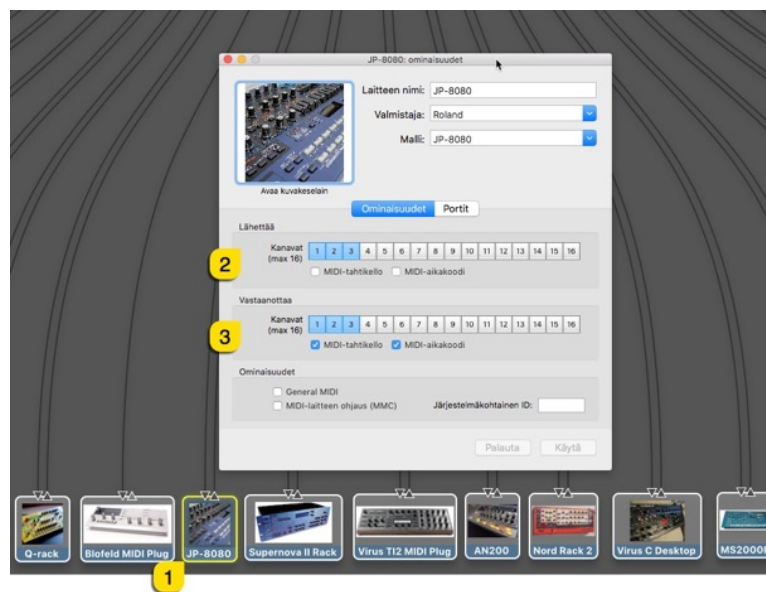 JP-8080: ominaisuudet
Laitteen nimi: JP-8080
Valmistaja: Roland
Malli: JP-8080
Avaa kuvakeselain
Ominaisuudet Portit
Lähettää
Kanavat 1 2 3 4 5 6 7 8 9 10 11 12 13 14 15 16
(max 16)
MIDI-tahtikello MIDI-aikakoodi
2
Vastaanottaa
Kanavat 1 2 3 4 5 6 7 8 9 10 11 12 13 14 15 16
(max 16)
MIDI-tahtikello MIDI-aikakoodi
3
Ominaisuudet
General MIDI
MIDI-laitteen ohjaus (MMC) Järjestelmäkohtainen ID:
Palauta Käytä
Q-rack Blofeld MIDI Plug JP-8080 Supernova II Rack Virus TI2 MIDI Plug AN200 Nord Rack 2 Virus C Desktop
1